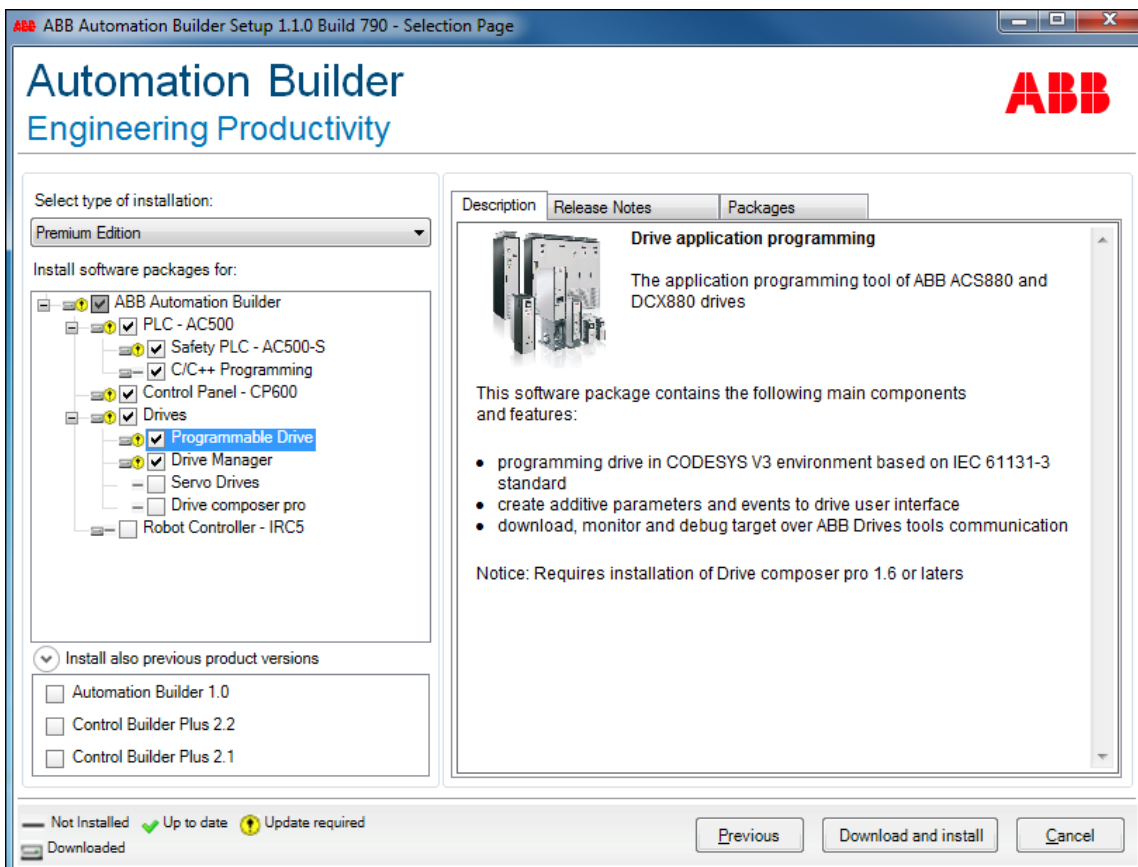 ABB ABB Automation Builder Setup 1.1.0 Build 790 - Selection Page
Automation Builder
Engineering Productivity
ABB
Select type of installation:
Premium Edition
Install software packages for:
ABB Automation Builder
PLC - AC500
Safety PLC - AC500-S
C/C++ Programming
Control Panel - CP600
Drives
Programmable Drive
Drive Manager
Servo Drives
Drive composer pro
Robot Controller - IRC5
Install also previous product versions
Automation Builder 1.0
Control Builder Plus 2.2
Control Builder Plus 2.1
Description Release Notes Packages
Drive application programming
The application programming tool of ABB ACS880 and
DCX880 drives
This software package contains the following main components
and features:
• programming drive in CODESYS V3 environment based on IEC 61131-3
standard
• create additive parameters and events to drive user interface
• download, monitor and debug target over ABB Drives tools communication
Notice: Requires installation of Drive composer pro 1.6 or laters
Not Installed Up to date Update required
Downloaded
Previous Download and install Cancel